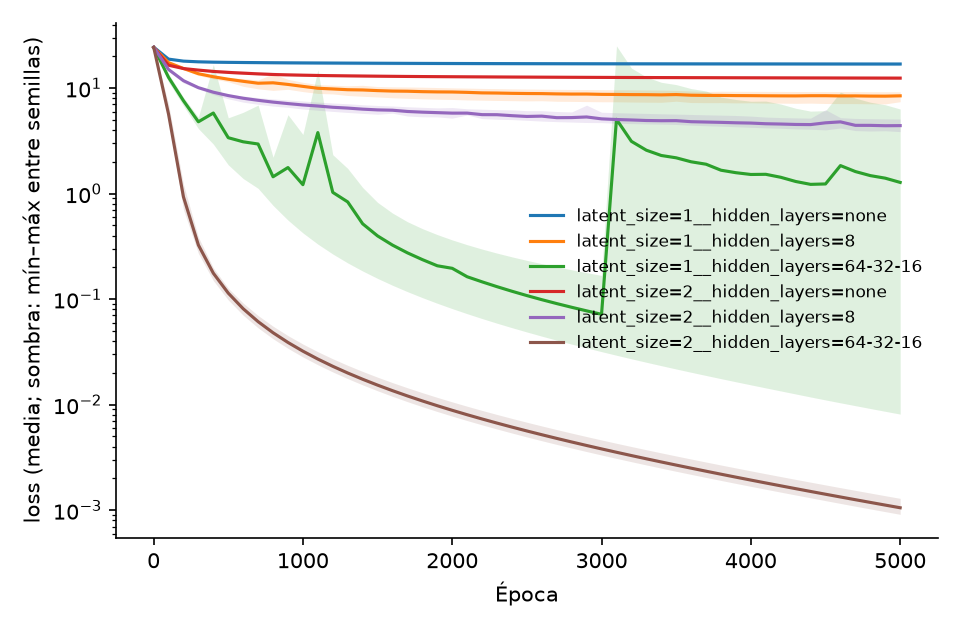 loss (media; sombra: mín–máx entre semillas)
10^1
10^0
10^−1
10^−2
10^−3
latent_size=1__hidden_layers=none
latent_size=1__hidden_layers=8
latent_size=1__hidden_layers=64-32-16
latent_size=2__hidden_layers=none
latent_size=2__hidden_layers=8
latent_size=2__hidden_layers=64-32-16
0 1000 2000 3000 4000 5000
Época